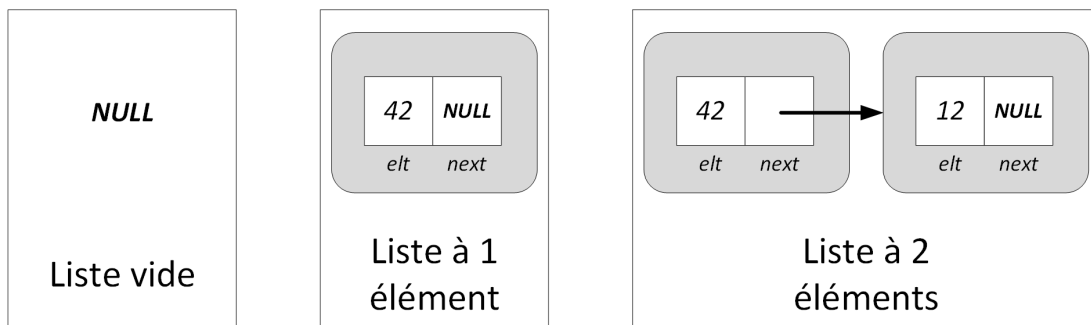 NULL
Liste vide
42 NULL
elt next
Liste à 1
élément
42
elt next
12 NULL
elt next
Liste à 2
éléments